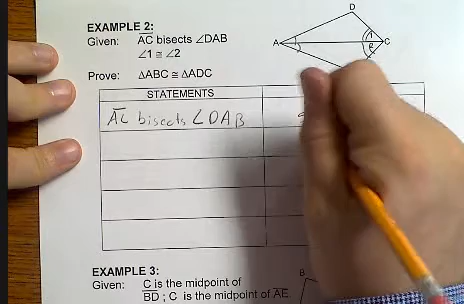 EXAMPLE 2:
Given: AC bisects ∠DAB
∠1 ≅ ∠2
Prove: ΔABC ≅ ΔADC
D
A
1
2
C
STATEMENTS
AC bisects ∠DAB
EXAMPLE 3:
Given: C is the midpoint of
BD ; C is the midpoint of AE
B